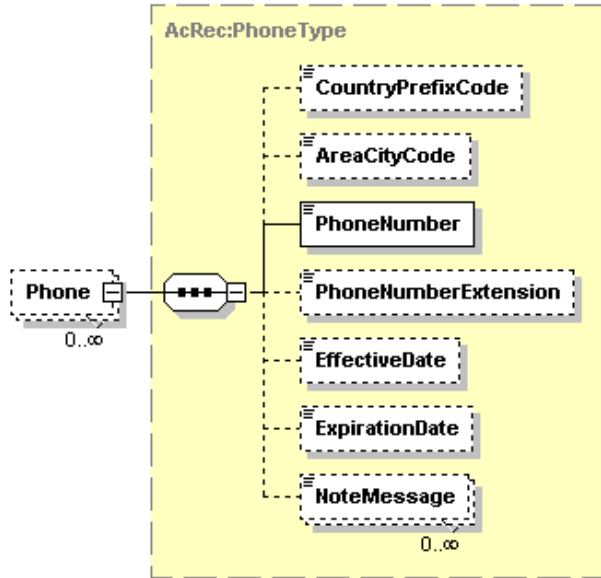 AcRec:PhoneType
CountryPrefixCode
AreaCityCode
PhoneNumber
Phone
0..∞
PhoneNumberExtension
EffectiveDate
ExpirationDate
NoteMessage
0..∞